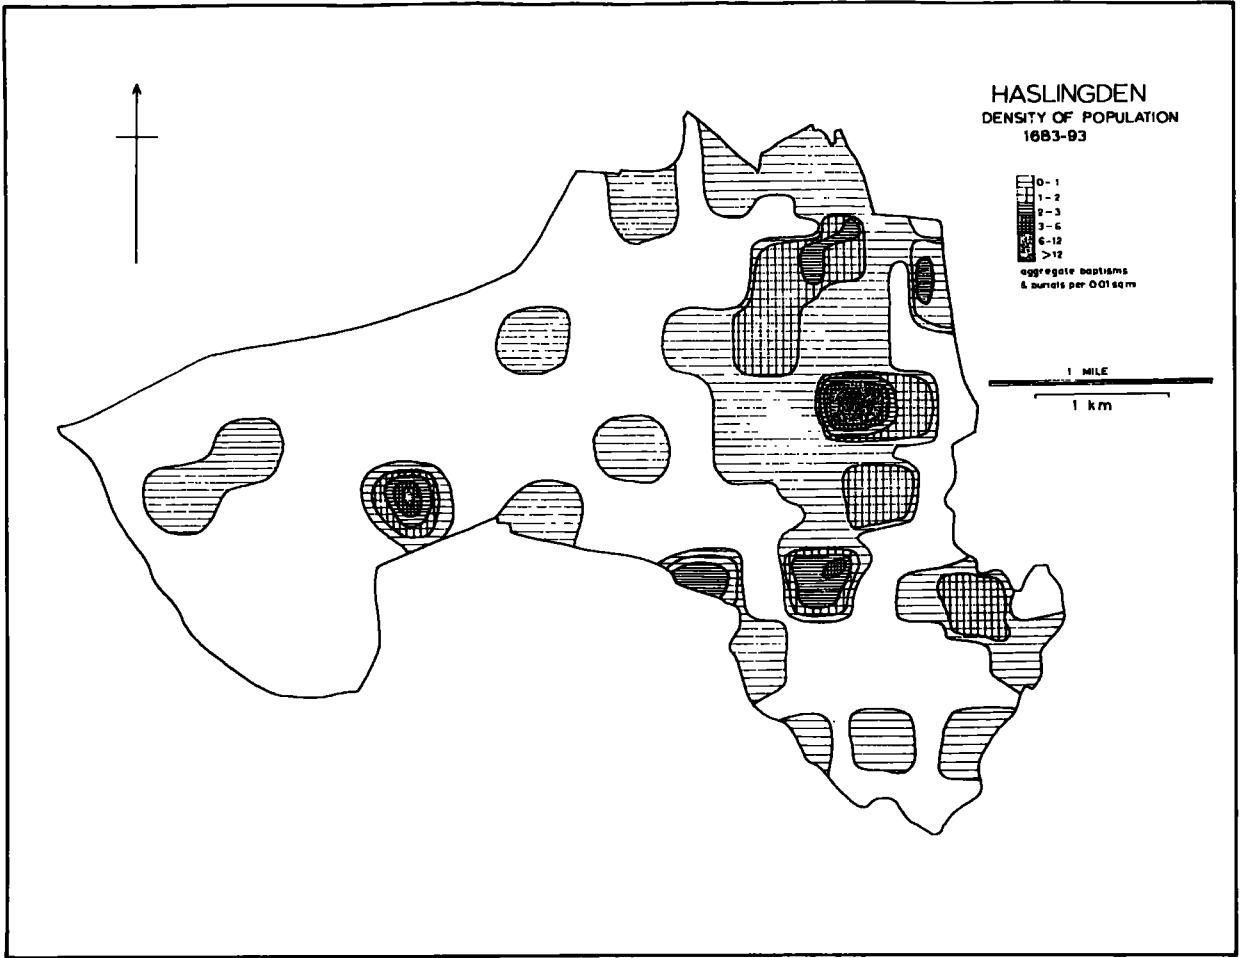 HASLINGDEN
DENSITY OF POPULATION
1683-93
0-1
1-2
2-3
3-6
6-12
>12
aggregate baptisms
& burials per 0.01 sq m
1 MILE
1 km